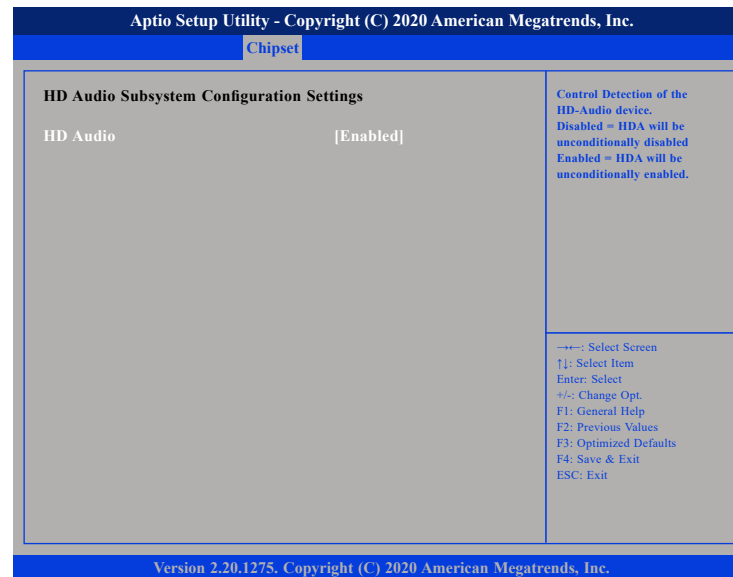 Aptio Setup Utility - Copyright (C) 2020 American Megatrends, Inc.
Chipset
HD Audio Subsystem Configuration Settings
HD Audio [Enabled]
Control Detection of the
HD-Audio device.
Disabled = HDA will be
unconditionally disabled
Enabled = HDA will be
unconditionally enabled.
→←: Select Screen
↑↓: Select Item
Enter: Select
+/-: Change Opt.
F1: General Help
F2: Previous Values
F3: Optimized Defaults
F4: Save & Exit
ESC: Exit
Version 2.20.1275. Copyright (C) 2020 American Megatrends, Inc.